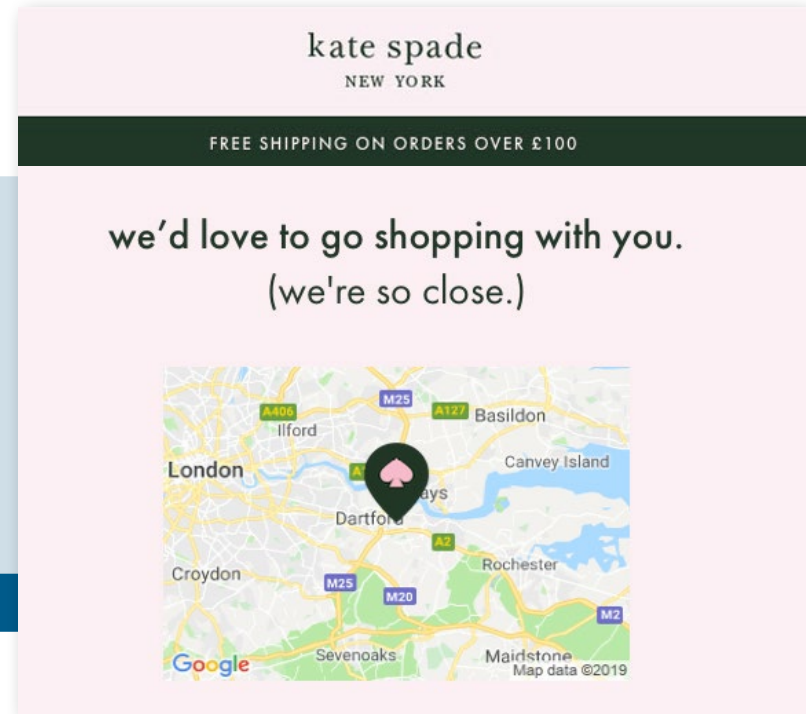 kate spade
NEW YORK
FREE SHIPPING ON ORDERS OVER £100
we’d love to go shopping with you.
(we're so close.)
M25
A406
A127
Basildon
Ilford
London
Canvey Island
Dartford
A2
Croydon
Rochester
M25
M20
M2
Sevenoaks
Maidstone
Google
Map data ©2019